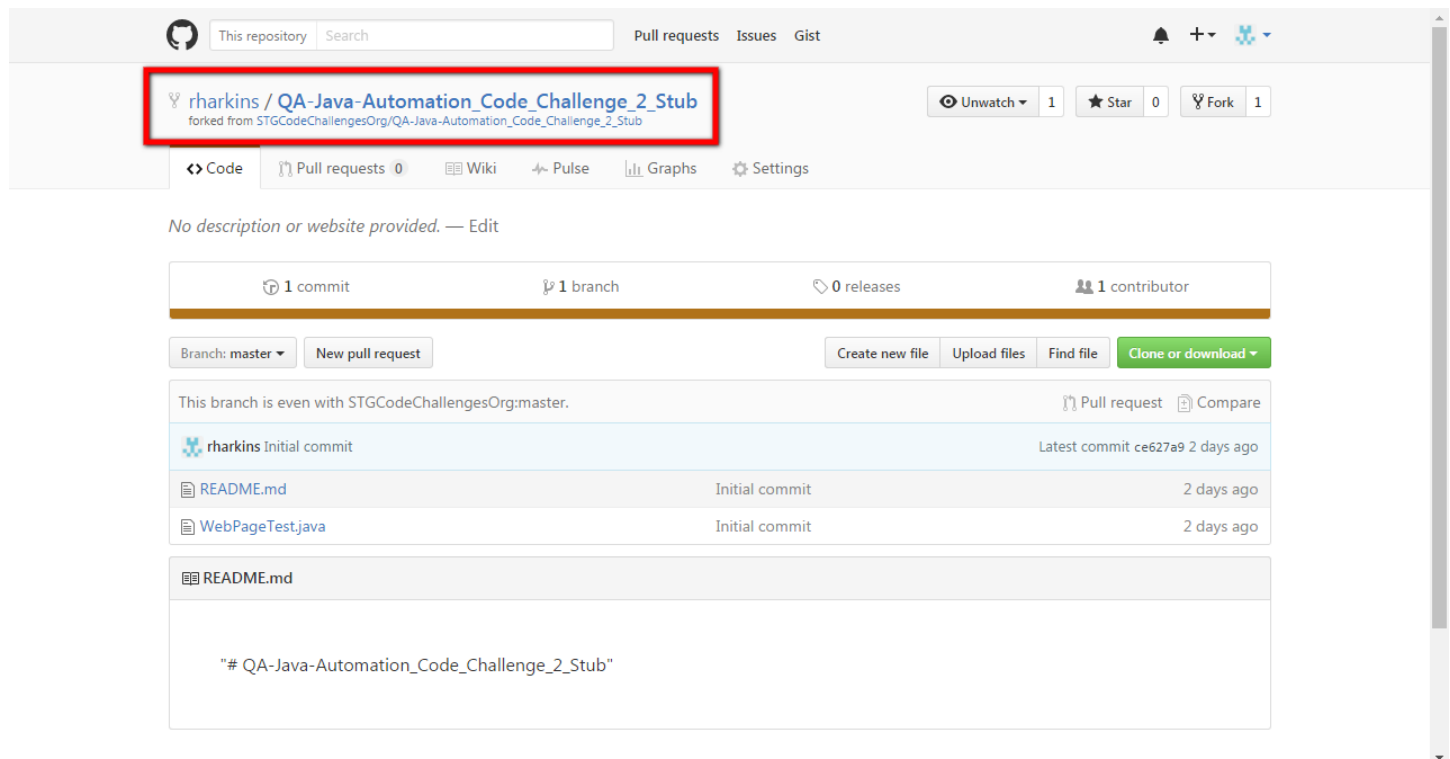 This repository Search Pull requests Issues Gist
rharkins / QA-Java-Automation_Code_Challenge_2_Stub
forked from STGCodeChallengesOrg/QA-Java-Automation_Code_Challenge_2_Stub
Unwatch 1 Star 0 Fork 1
Code Pull requests 0 Wiki Pulse Graphs Settings
No description or website provided. — Edit
1 commit 1 branch 0 releases 1 contributor
Branch: master New pull request Create new file Upload files Find file Clone or download
This branch is even with STGCodeChallengesOrg:master. Pull request Compare
rharkins Initial commit Latest commit ce627a9 2 days ago
README.md Initial commit 2 days ago
WebPageTest.java Initial commit 2 days ago
README.md
"# QA-Java-Automation_Code_Challenge_2_Stub"